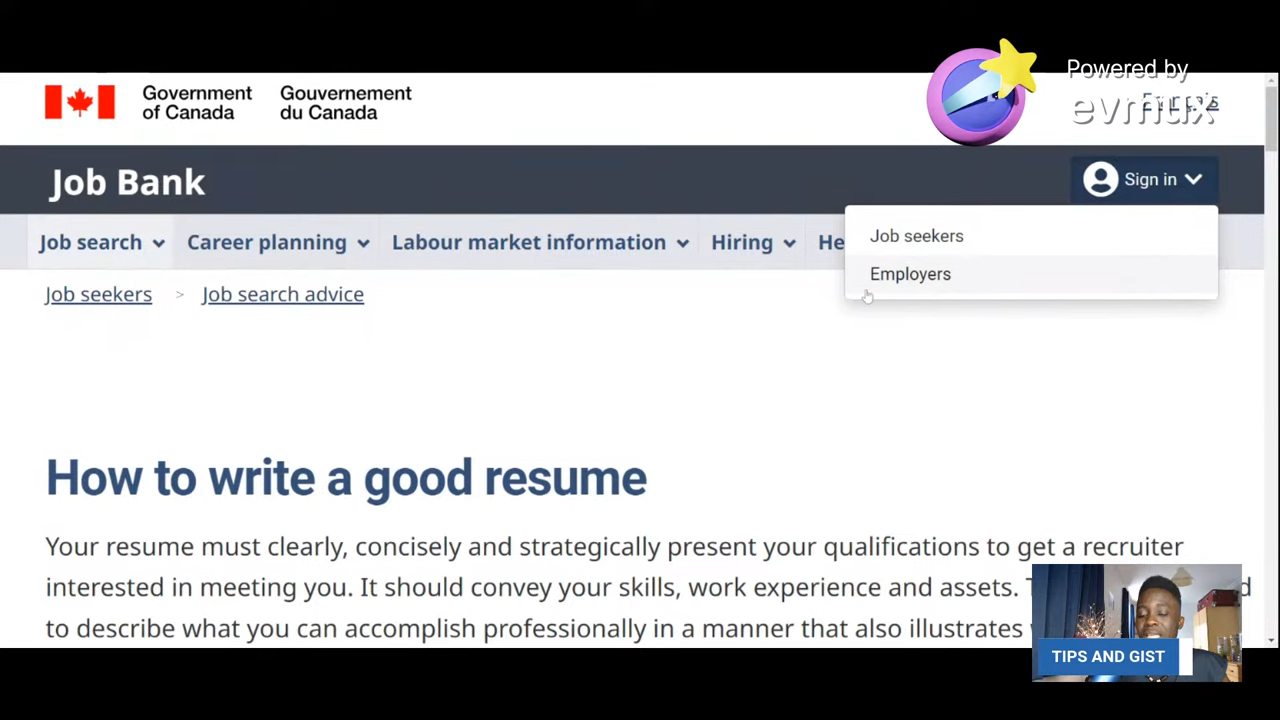 Government of Canada
Gouvernement du Canada
Powered by
evmux
Job Bank
Sign in
Job search
Career planning
Labour market information
Hiring
He
Job seekers
Employers
Job seekers > Job search advice
How to write a good resume
Your resume must clearly, concisely and strategically present your qualifications to get a recruiter
interested in meeting you. It should convey your skills, work experience and assets.
to describe what you can accomplish professionally in a manner that also illustrates
TIPS AND GIST